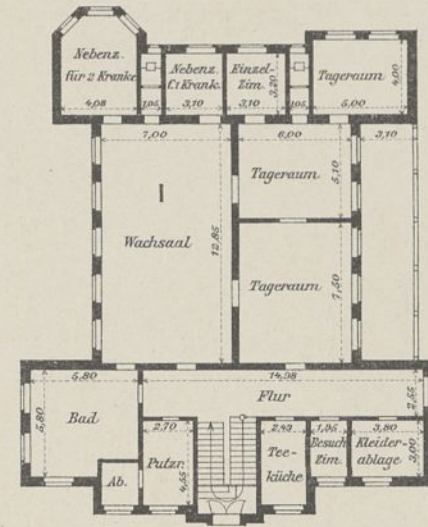 Nebenz.
für 2 Kranke
4,08
1,05
Nebenz.
f. 1 Krank.
3,10
Einzel-
Zim.
3,10
3,20
1,05
Tageraum
5,00
4,00
7,00
6,00
3,10
I
Wachsaal
12,85
Tageraum
5,10
Tageraum
7,50
5,80
14,98
Flur
2,55
Bad
5,80
Ab.
2,70
Putzr.
4,55
2,43
Tee-
küche
1,95
Besuch
Zim.
3,80
Kleider-
ablage
3,00